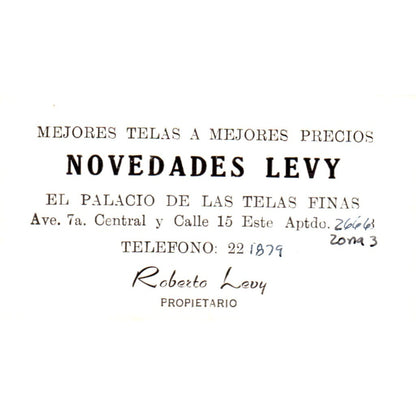 MEJORES TELAS A MEJORES PRECIOS
NOVEDADES LEVY
EL PALACIO DE LAS TELAS FINAS
Ave. 7a. Central y Calle 15 Este Aptdo. 26663
Zona 3
TELEFONO: 22 1879
Roberto Levy
PROPIETARIO